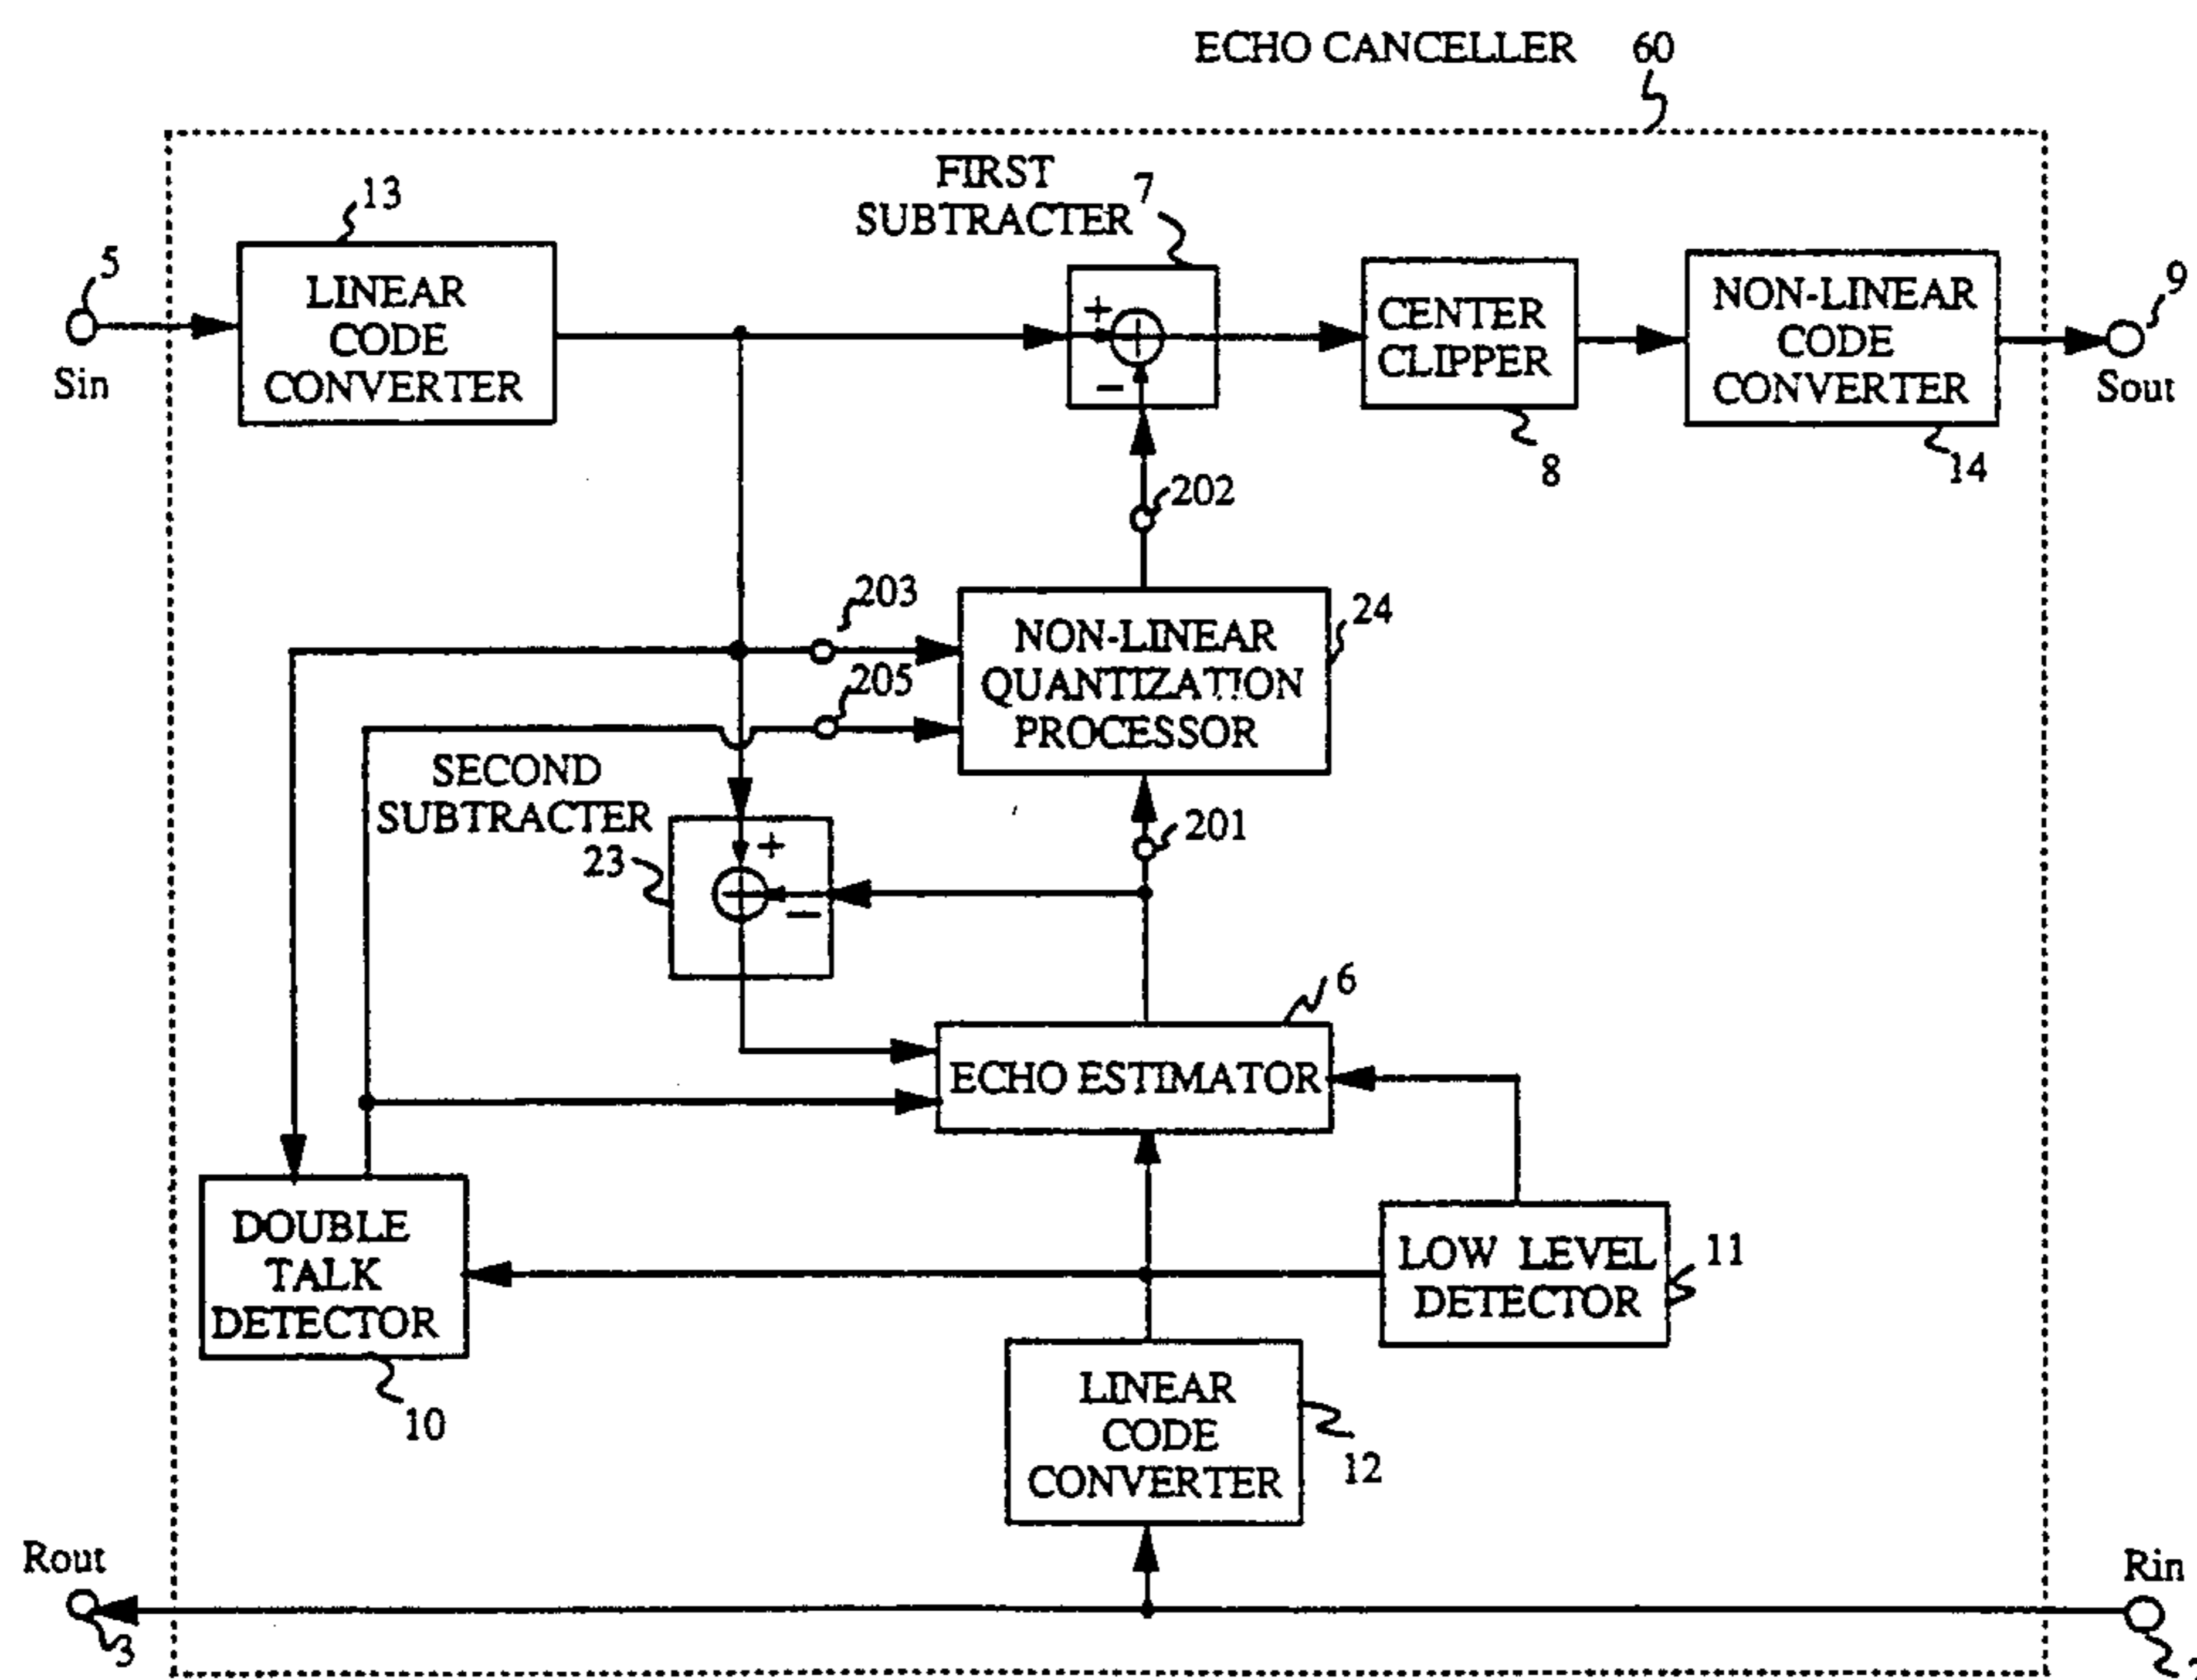 ECHO CANCELLER 60
13
FIRST
SUBTRACTER 7
5
Sin
LINEAR
CODE
CONVERTER
+
−
CENTER
CLIPPER
8
NON-LINEAR
CODE
CONVERTER
14
9
Sout
202
203
205
NON-LINEAR
QUANTIZATION
PROCESSOR
24
SECOND
SUBTRACTER
23
+
−
201
6
ECHO ESTIMATOR
DOUBLE
TALK
DETECTOR
10
LOW LEVEL
DETECTOR
11
LINEAR
CODE
CONVERTER
12
Rout
3
Rin